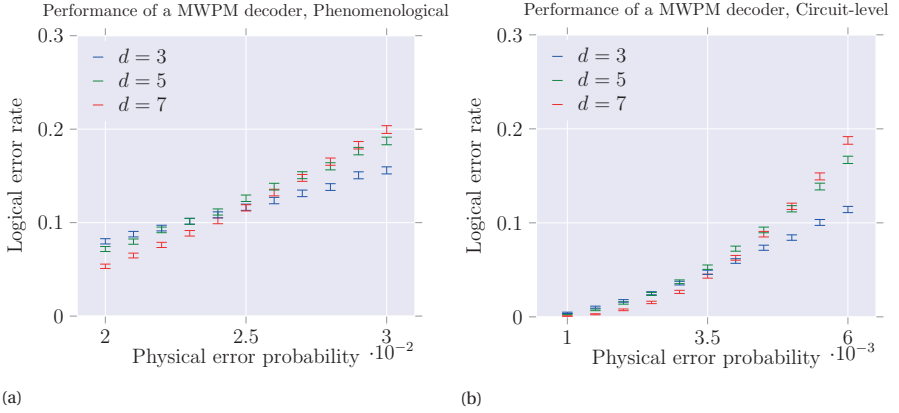 Performance of a MWPM decoder, Phenomenological
0.3
d = 3
d = 5
d = 7
0.2
Logical error rate
0.1
0
2
2.5
3
Physical error probability ·10⁻²
(a)
Performance of a MWPM decoder, Circuit-level
0.3
d = 3
d = 5
d = 7
0.2
Logical error rate
0.1
0
1
3.5
6
Physical error probability ·10⁻³
(b)